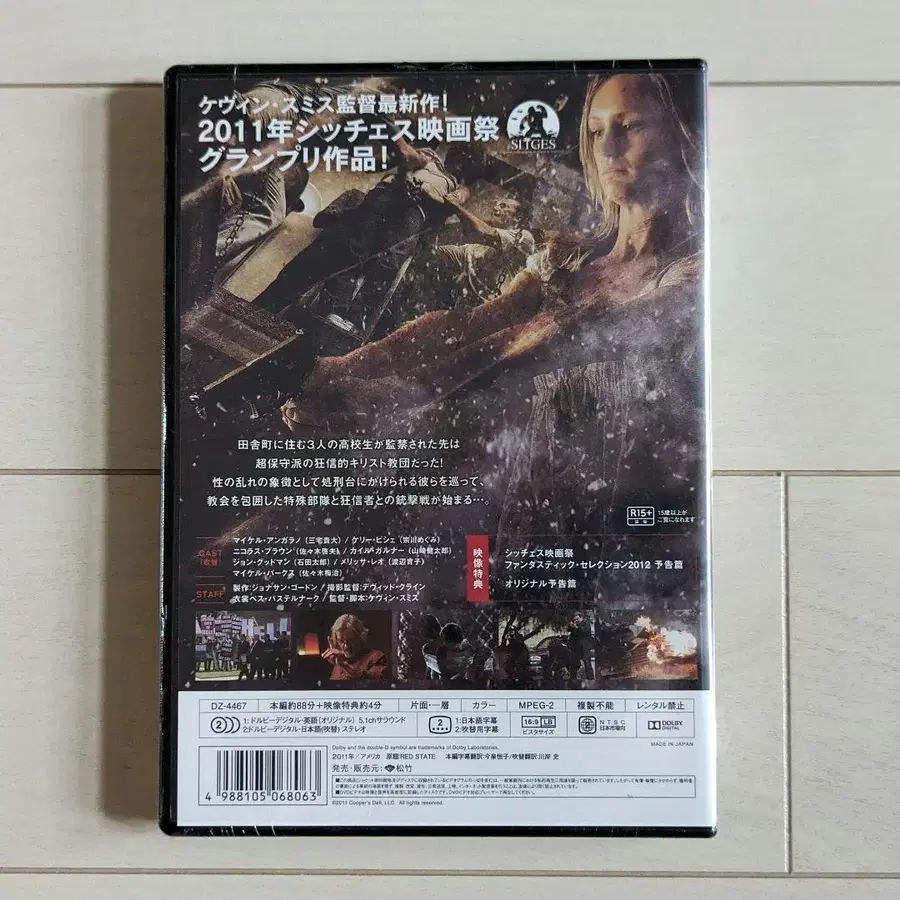 ケヴィン・スミス監督最新作!
2011年シッチェス映画祭
グランプリ作品!
SITGES
田舎町に住む3人の高校生が監禁された先は
超保守派の狂信的キリスト教団だった!
性の乱れの象徴として処刑台にかけられる彼らを巡って、
教会を包囲した特殊部隊と狂信者との銃撃戦が始まる…。
R15+
15歳以上が
ご覧になれます
CAST
(吹替)
マイケル・アンガラノ(三宅貴大)/ケリー・ビシェ(宗川めぐみ)
ニコラス・ブラウン(佐々木啓夫)/カイル・ガルナー(山崎健太郎)
ジョン・グッドマン(石田太郎)/メリッサ・レオ(渡辺育子)
マイケル・パークス(佐々木梅治)
STAFF
製作:ジョナサン・ゴードン/撮影監督:デヴィッド・クライン
衣裳ベス・パステルナーク/監督・脚本:ケヴィン・スミス
映像特典
シッチェス映画祭
ファンタスティック・セレクション2012 予告篇
オリジナル予告篇
DZ-4467 本編約88分+映像特典約4分 片面・一層 カラー MPEG-2 複製不能 レンタル禁止
2 1:ドルビーデジタル・英語(オリジナル) 5.1chサラウンド
2:ドルビーデジタル・日本語(吹替) ステレオ
2 1:日本語字幕
2:吹替用字幕
16:9 LB
ビスタサイズ
2 NTSC
日本市場向
DOLBY
DIGITAL
Dolby and the double-D symbol are trademarks of Dolby Laboratories.
MADE IN JAPAN
2011年/アメリカ 原題RED STATE 本編字幕翻訳:今泉恒子/吹替翻訳:川岸 史
発売・販売元: 松竹
4 988105 068063
©2011 Cooper's Dell, LLC. All rights reserved.